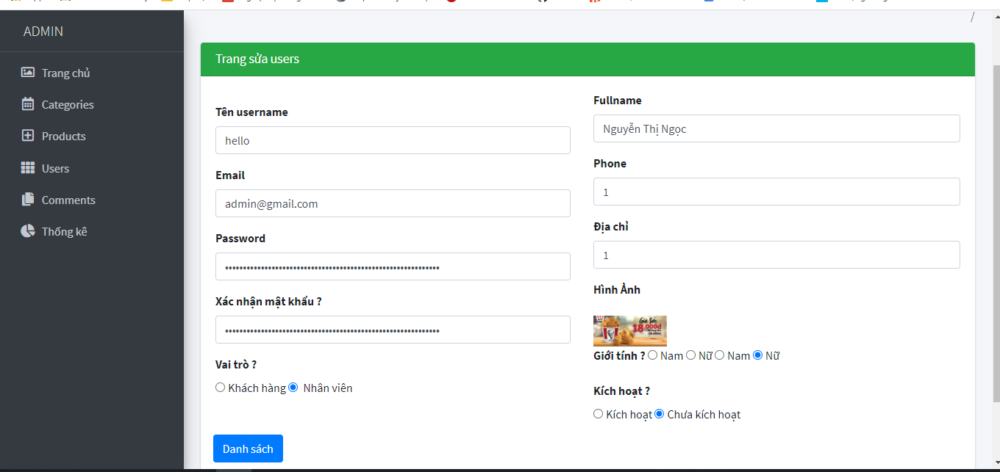 ADMIN
/
Trang chủ
Categories
Products
Users
Comments
Thống kê
Trang sửa users
Tên username
hello
Email
admin@gmail.com
Password
Xác nhận mật khẩu ?
Vai trò ?
Khách hàng Nhân viên
Fullname
Nguyễn Thị Ngọc
Phone
1
Địa chỉ
1
Hình Ảnh
Giá Sốc
18.000đ
Giới tính ? Nam Nữ Nam Nữ
Kích hoạt ?
Kích hoạt Chưa kích hoạt
Danh sách